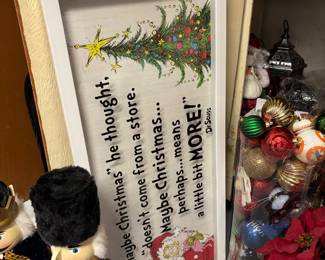 "Maybe Christmas" he thought,
"doesn't come from a store.
Maybe Christmas...
perhaps...means
a little bit MORE!"
Dr. Seuss